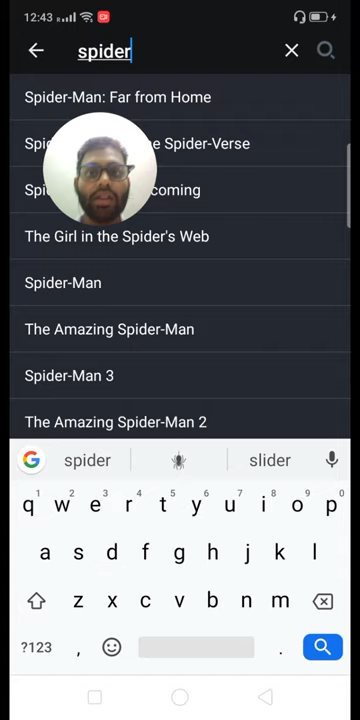 12:43
spider
Spider-Man: Far from Home
Spi e Spider-Verse
Spi coming
The Girl in the Spider's Web
Spider-Man
The Amazing Spider-Man
Spider-Man 3
The Amazing Spider-Man 2
G spider slider
1 2 3 4 5 6 7 8 9 0
q w e r t y u i o p
a s d f g h j k l
z x c v b n m
?123 , .